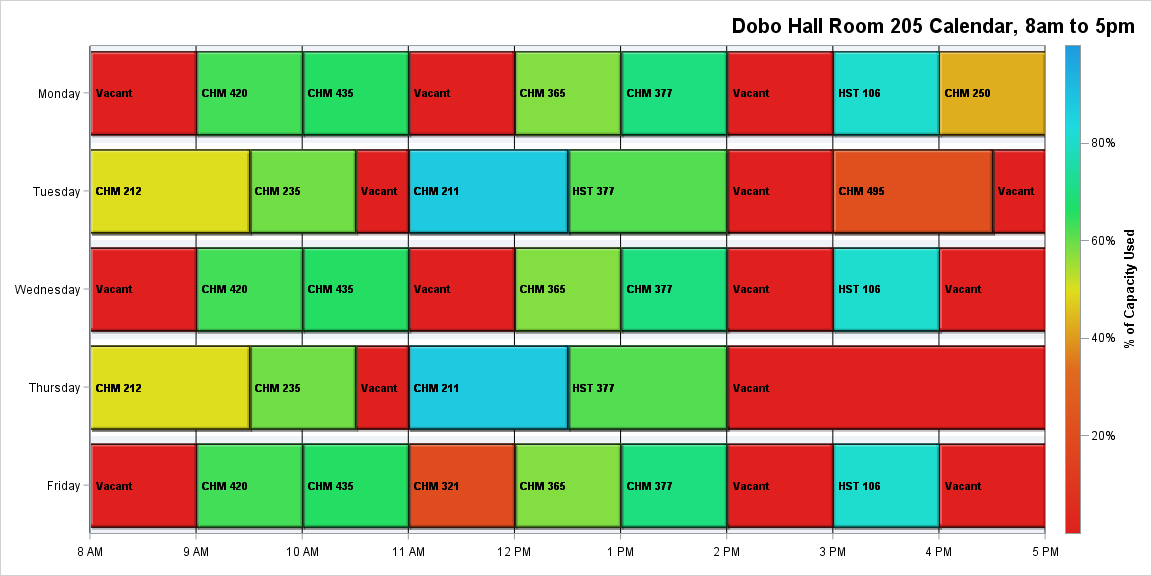 Dobo Hall Room 205 Calendar, 8am to 5pm
Monday
Vacant
CHM 420
CHM 435
Vacant
CHM 365
CHM 377
Vacant
HST 106
CHM 250
Tuesday
CHM 212
CHM 235
Vacant
CHM 211
HST 377
Vacant
CHM 495
Vacant
Wednesday
Vacant
CHM 420
CHM 435
Vacant
CHM 365
CHM 377
Vacant
HST 106
Vacant
Thursday
CHM 212
CHM 235
Vacant
CHM 211
HST 377
Vacant
Friday
Vacant
CHM 420
CHM 435
CHM 321
CHM 365
CHM 377
Vacant
HST 106
Vacant
8 AM
9 AM
10 AM
11 AM
12 PM
1 PM
2 PM
3 PM
4 PM
5 PM
80%
60%
40%
20%
% of Capacity Used